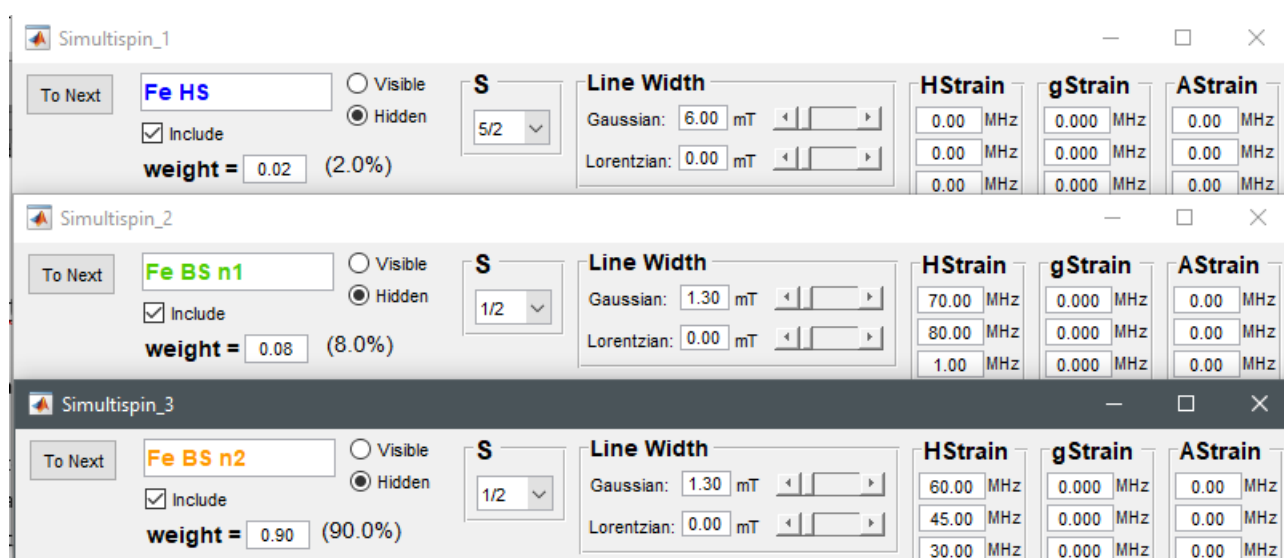 Simultispin_1
To Next Fe HS Visible S Line Width HStrain gStrain AStrain
Hidden 5/2 Gaussian: 6.00 mT 0.00 MHz 0.000 MHz 0.00 MHz
Include Lorentzian: 0.00 mT 0.00 MHz 0.000 MHz 0.00 MHz
weight = 0.02 (2.0%) 0.00 MHz 0.000 MHz 0.00 MHz
Simultispin_2
To Next Fe BS n1 Visible S Line Width HStrain gStrain AStrain
Hidden 1/2 Gaussian: 1.30 mT 70.00 MHz 0.000 MHz 0.00 MHz
Include Lorentzian: 0.00 mT 80.00 MHz 0.000 MHz 0.00 MHz
weight = 0.08 (8.0%) 1.00 MHz 0.000 MHz 0.00 MHz
Simultispin_3
To Next Fe BS n2 Visible S Line Width HStrain gStrain AStrain
Hidden 1/2 Gaussian: 1.30 mT 60.00 MHz 0.000 MHz 0.00 MHz
Include Lorentzian: 0.00 mT 45.00 MHz 0.000 MHz 0.00 MHz
weight = 0.90 (90.0%) 30.00 MHz 0.000 MHz 0.00 MHz